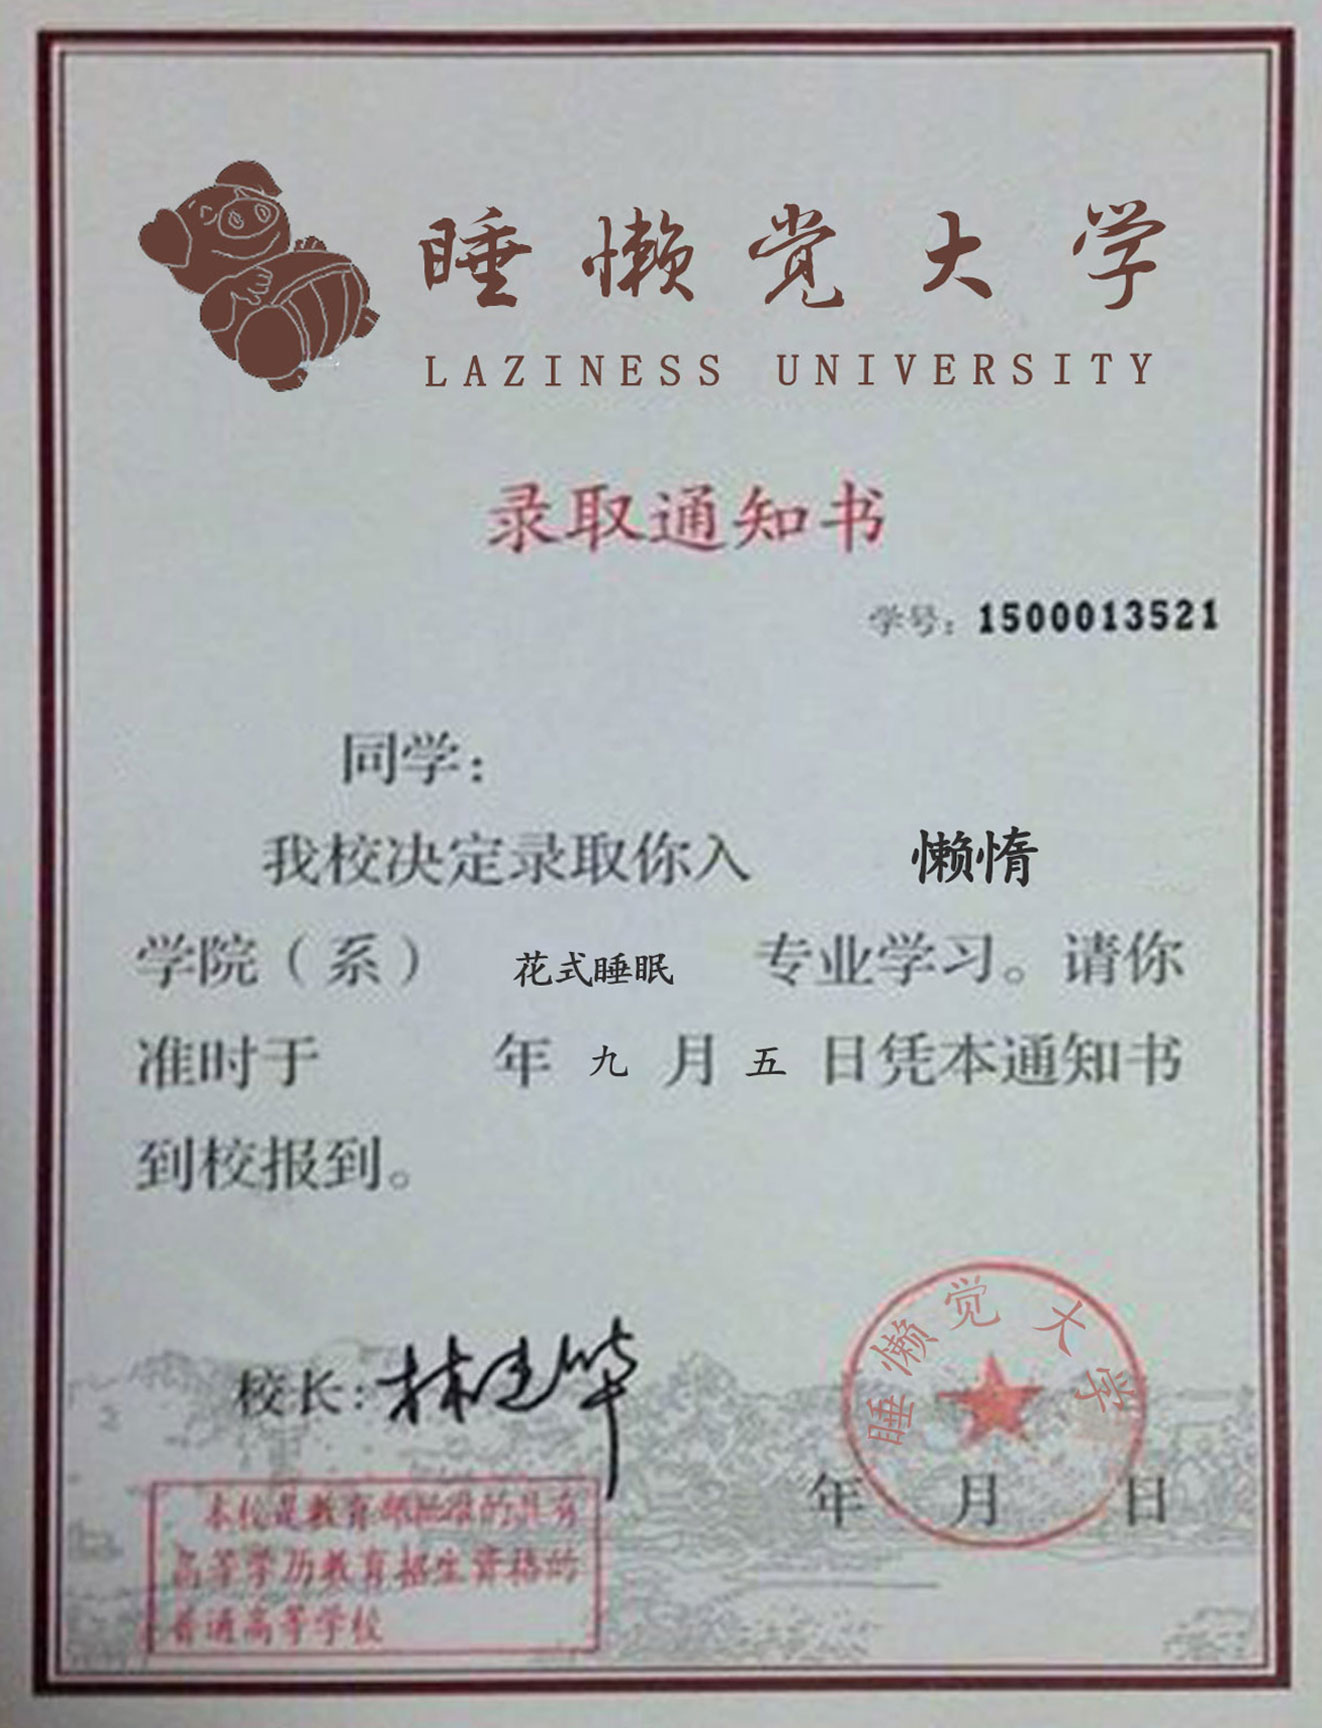 睡懒觉大学
LAZINESS UNIVERSITY
录取通知书
学号：1500013521
同学：
我校决定录取你入 懒惰
学院（系） 花式睡眠 专业学习。请你
准时于 年 九 月 五 日凭本通知书
到校报到。
校长：林建华
睡懒觉大学
年 月 日
本校是教育部批准的具有
高等学历教育招生资格的
普通高等学校